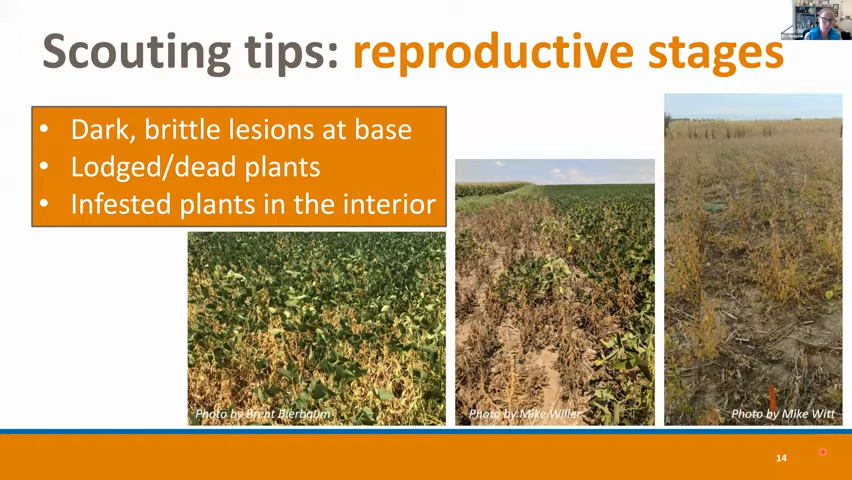 Scouting tips: reproductive stages
• Dark, brittle lesions at base
• Lodged/dead plants
• Infested plants in the interior
Photo by Brent Bierbaum
Photo by Mike Willer
Photo by Mike Witt
14